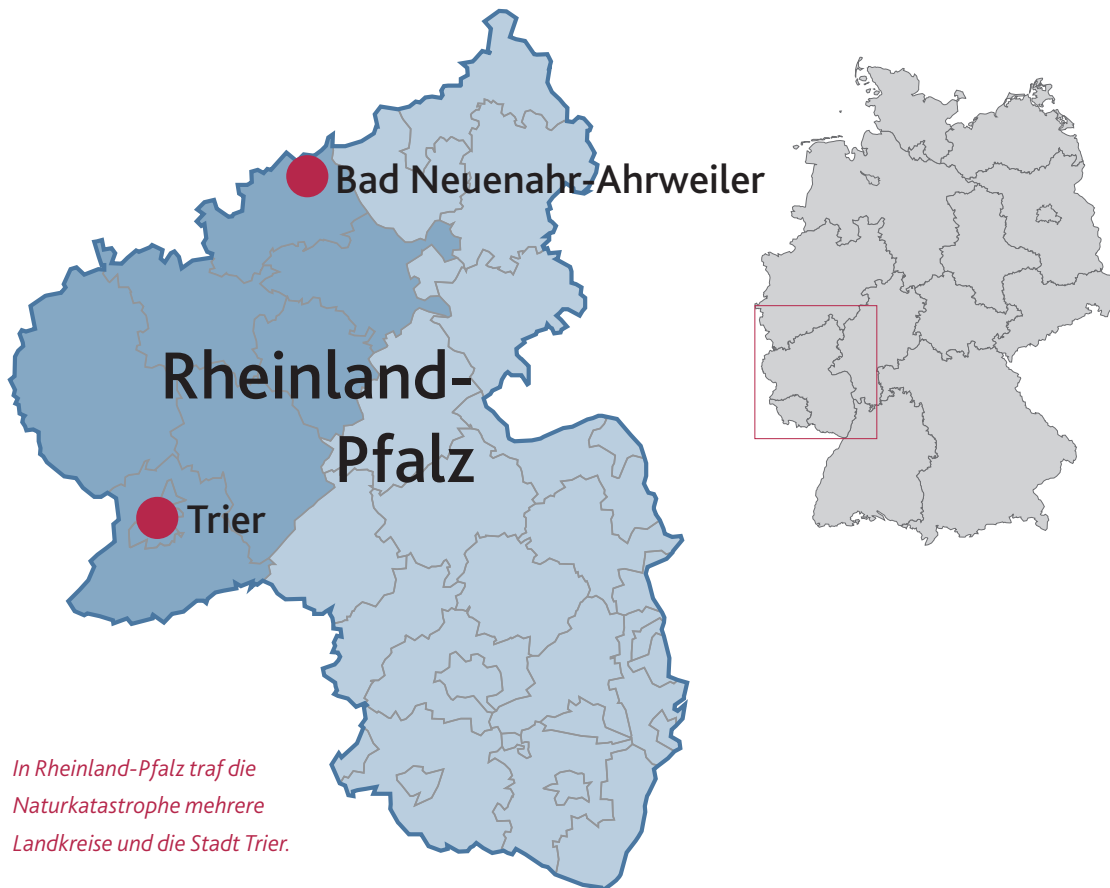 Bad Neuenahr-Ahrweiler
Rheinland-
Pfalz
Trier
In Rheinland-Pfalz traf die
Naturkatastrophe mehrere
Landkreise und die Stadt Trier.